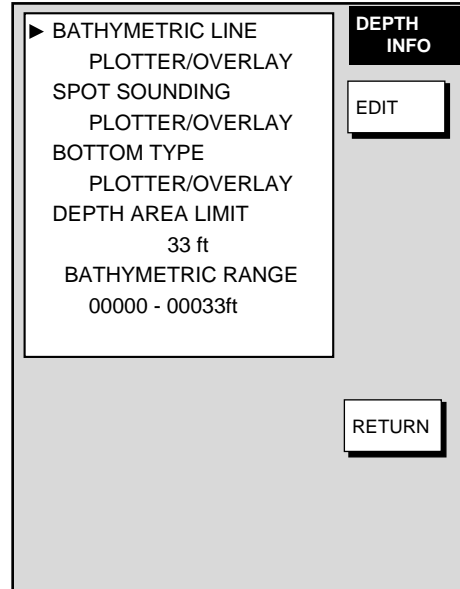 ▶ BATHYMETRIC LINE
PLOTTER/OVERLAY
SPOT SOUNDING
PLOTTER/OVERLAY
BOTTOM TYPE
PLOTTER/OVERLAY
DEPTH AREA LIMIT
33 ft
BATHYMETRIC RANGE
00000 - 00033ft
DEPTH
INFO
EDIT
RETURN